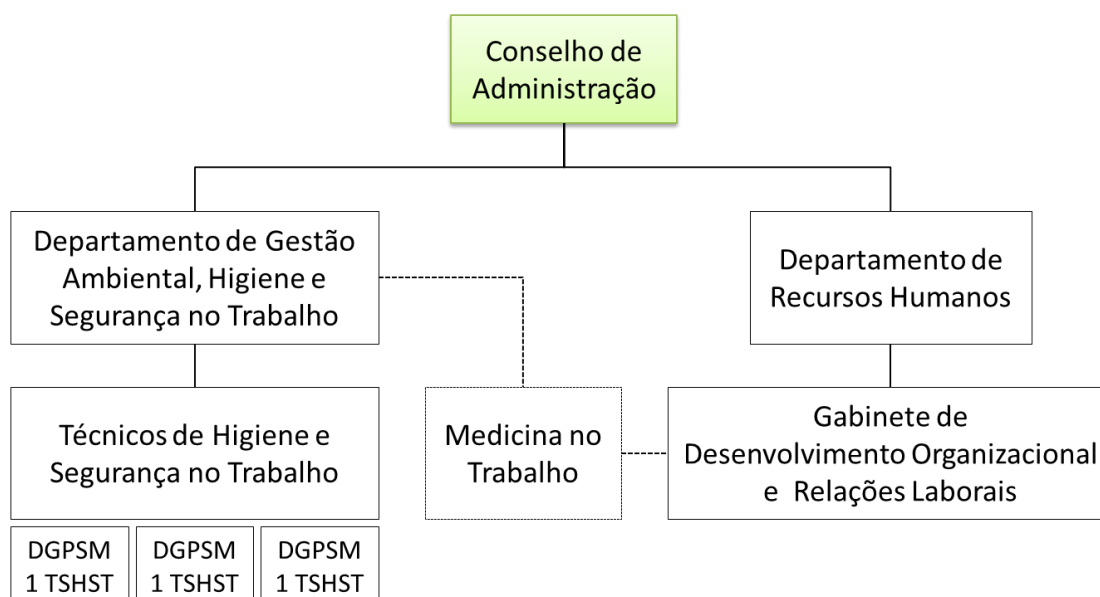 Conselho de
Administração
Departamento de Gestão
Ambiental, Higiene e
Segurança no Trabalho
Departamento de
Recursos Humanos
Técnicos de Higiene e
Segurança no Trabalho
Medicina no
Trabalho
Gabinete de
Desenvolvimento Organizacional
e Relações Laborais
DGPSM
1 TSHST
DGPSM
1 TSHST
DGPSM
1 TSHST